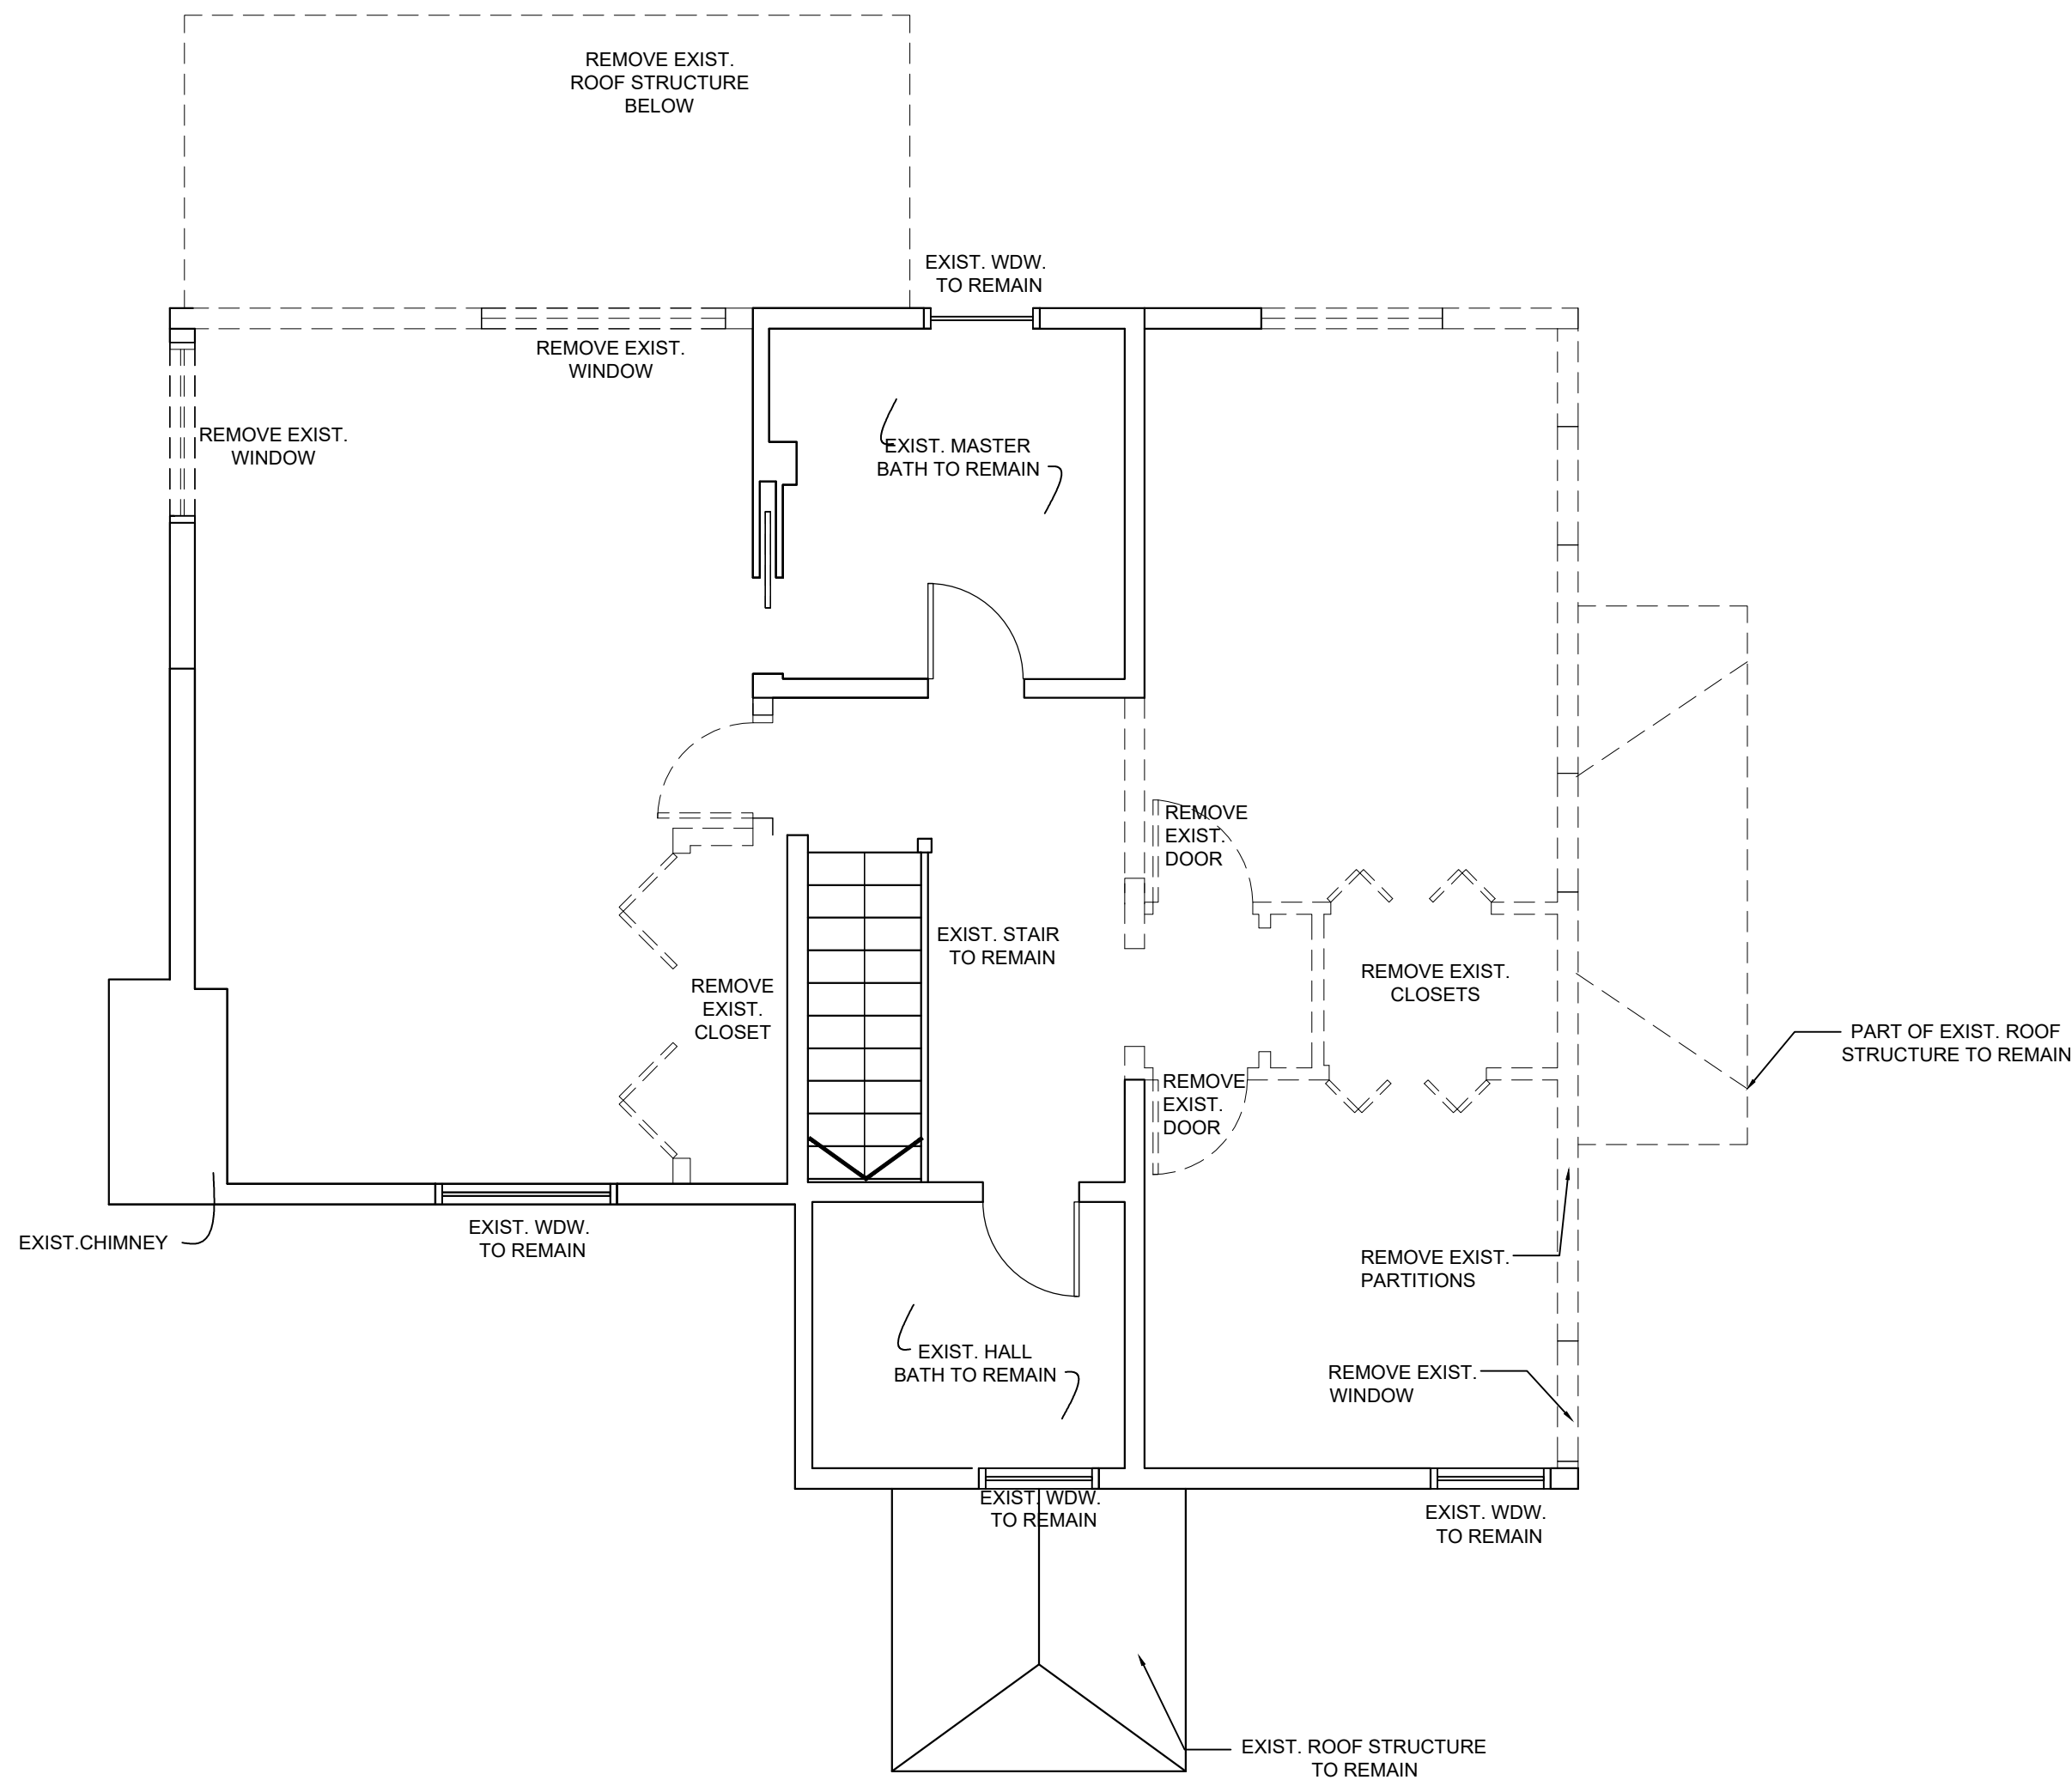 REMOVE EXIST.
ROOF STRUCTURE
BELOW
EXIST. WDW.
TO REMAIN
REMOVE EXIST.
WINDOW
REMOVE EXIST.
WINDOW
EXIST. MASTER
BATH TO REMAIN
REMOVE
EXIST.
DOOR
EXIST. STAIR
TO REMAIN
REMOVE EXIST.
CLOSETS
REMOVE
EXIST.
CLOSET
PART OF EXIST. ROOF
STRUCTURE TO REMAIN
REMOVE
EXIST.
DOOR
EXIST.CHIMNEY
EXIST. WDW.
TO REMAIN
REMOVE EXIST.
PARTITIONS
EXIST. HALL
BATH TO REMAIN
REMOVE EXIST.
WINDOW
EXIST. WDW.
TO REMAIN
EXIST. WDW.
TO REMAIN
EXIST. ROOF STRUCTURE
TO REMAIN